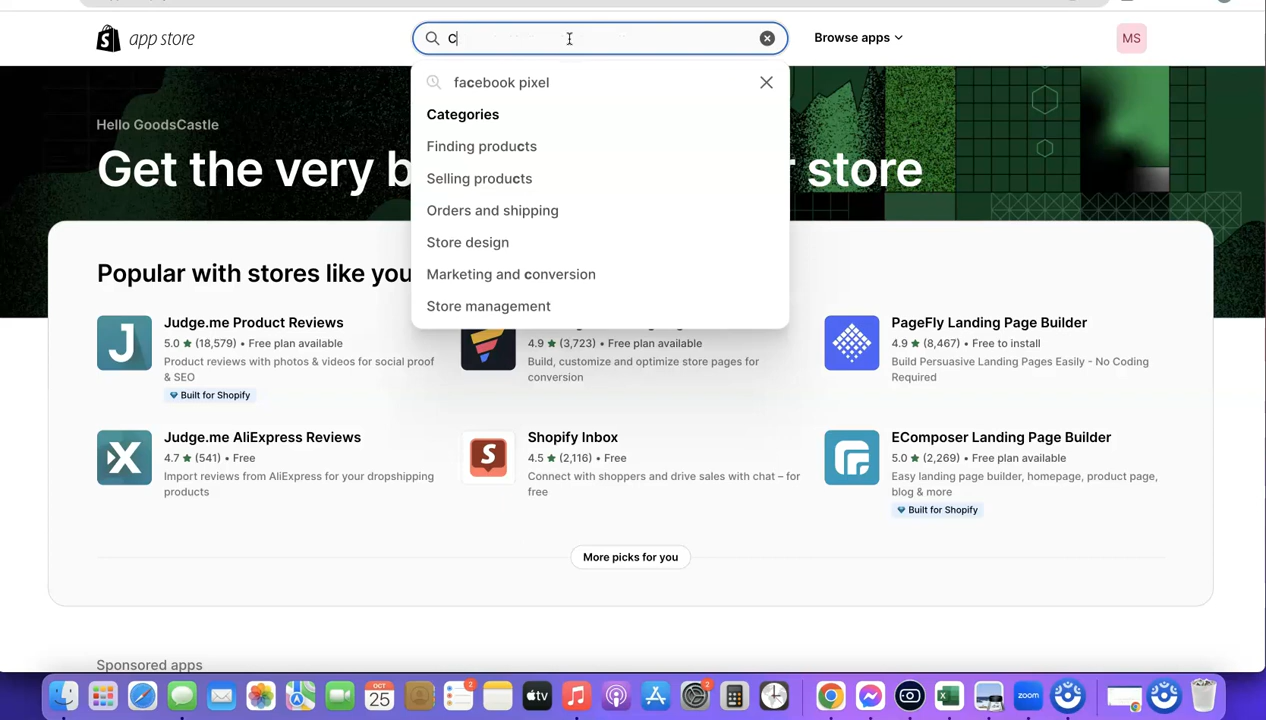 app store
C
Browse apps
MS
facebook pixel
Categories
Finding products
Selling products
Orders and shipping
Store design
Marketing and conversion
Store management
Hello GoodsCastle
Get the very b
r store
Popular with stores like you
Judge.me Product Reviews
5.0 ★ (18,579) • Free plan available
Product reviews with photos & videos for social proof
& SEO
Built for Shopify
4.9 ★ (3,723) • Free plan available
Build, customize and optimize store pages for
conversion
PageFly Landing Page Builder
4.9 ★ (8,467) • Free to install
Build Persuasive Landing Pages Easily - No Coding
Required
Judge.me AliExpress Reviews
4.7 ★ (541) • Free
Import reviews from AliExpress for your dropshipping
products
Shopify Inbox
4.5 ★ (2,116) • Free
Connect with shoppers and drive sales with chat – for
free
EComposer Landing Page Builder
5.0 ★ (2,269) • Free plan available
Easy landing page builder, homepage, product page,
blog & more
Built for Shopify
More picks for you
Sponsored apps
OCT
25
2
tv
2
zoom